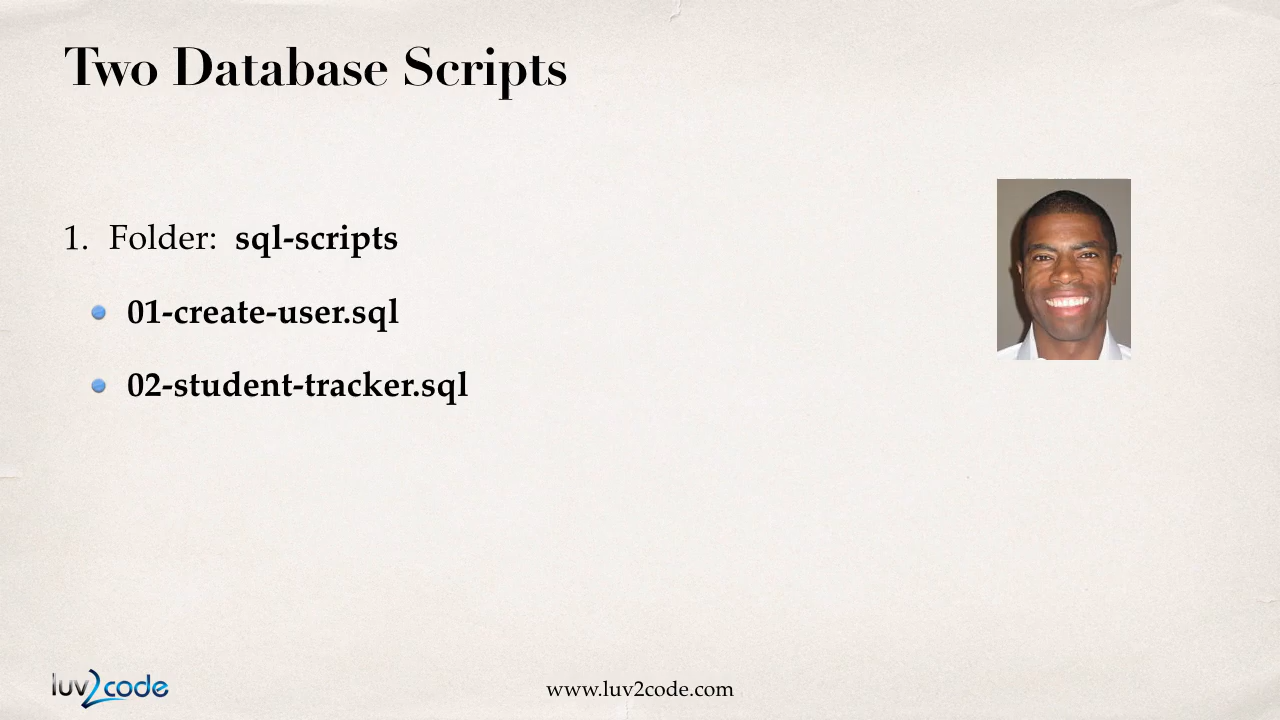 Two Database Scripts
1. Folder: sql-scripts
01-create-user.sql
02-student-tracker.sql
luv2code
www.luv2code.com